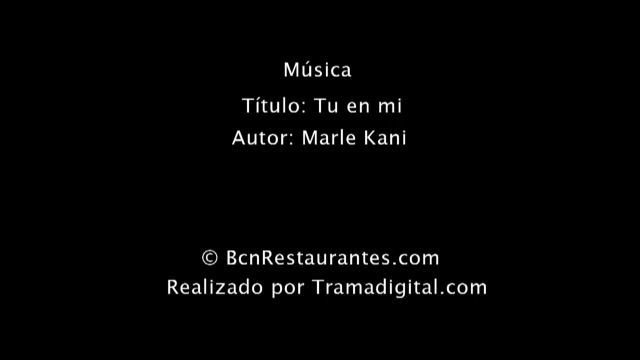 Música
Título: Tu en mi
Autor: Marle Kani
© BcnRestaurantes.com
Realizado por Tramadigital.com